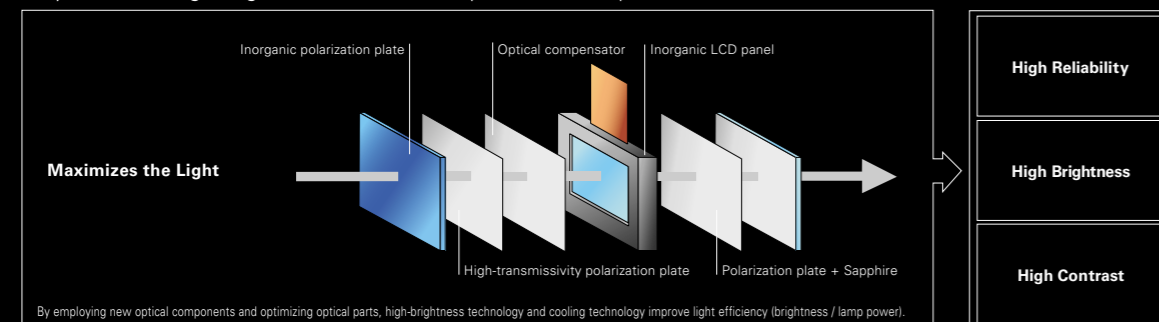 Inorganic polarization plate
Optical compensator
Inorganic LCD panel
High Reliability
Maximizes the Light
High Brightness
High-transmissivity polarization plate
Polarization plate + Sapphire
High Contrast
By employing new optical components and optimizing optical parts, high-brightness technology and cooling technology improve light efficiency (brightness / lamp power).